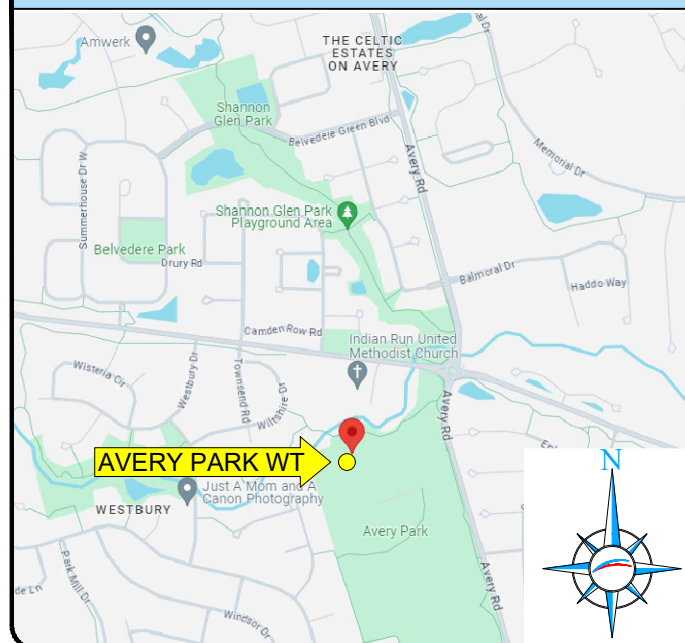 Amwerk
THE CELTIC
ESTATES
ON AVERY
Shannon
Glen Park
Belvedere Green Blvd
Avery Rd
Memorial Dr
Summerhouse Dr W
Shannon Glen Park
Playground Area
Belvedere Park
Drury Rd
Balmoral Dr
Haddo Way
Camden Row Rd
Indian Run United
Methodist Church
Wisteria Cir
Westbury Dr
Townsend Rd
Wiltshire Dr
Avery Rd
AVERY PARK WT
N
Just A Mom and A
Canon Photography
WESTBURY
Avery Park
Park Mill Dr
Windsor Dr
Avery Rd
de Ln